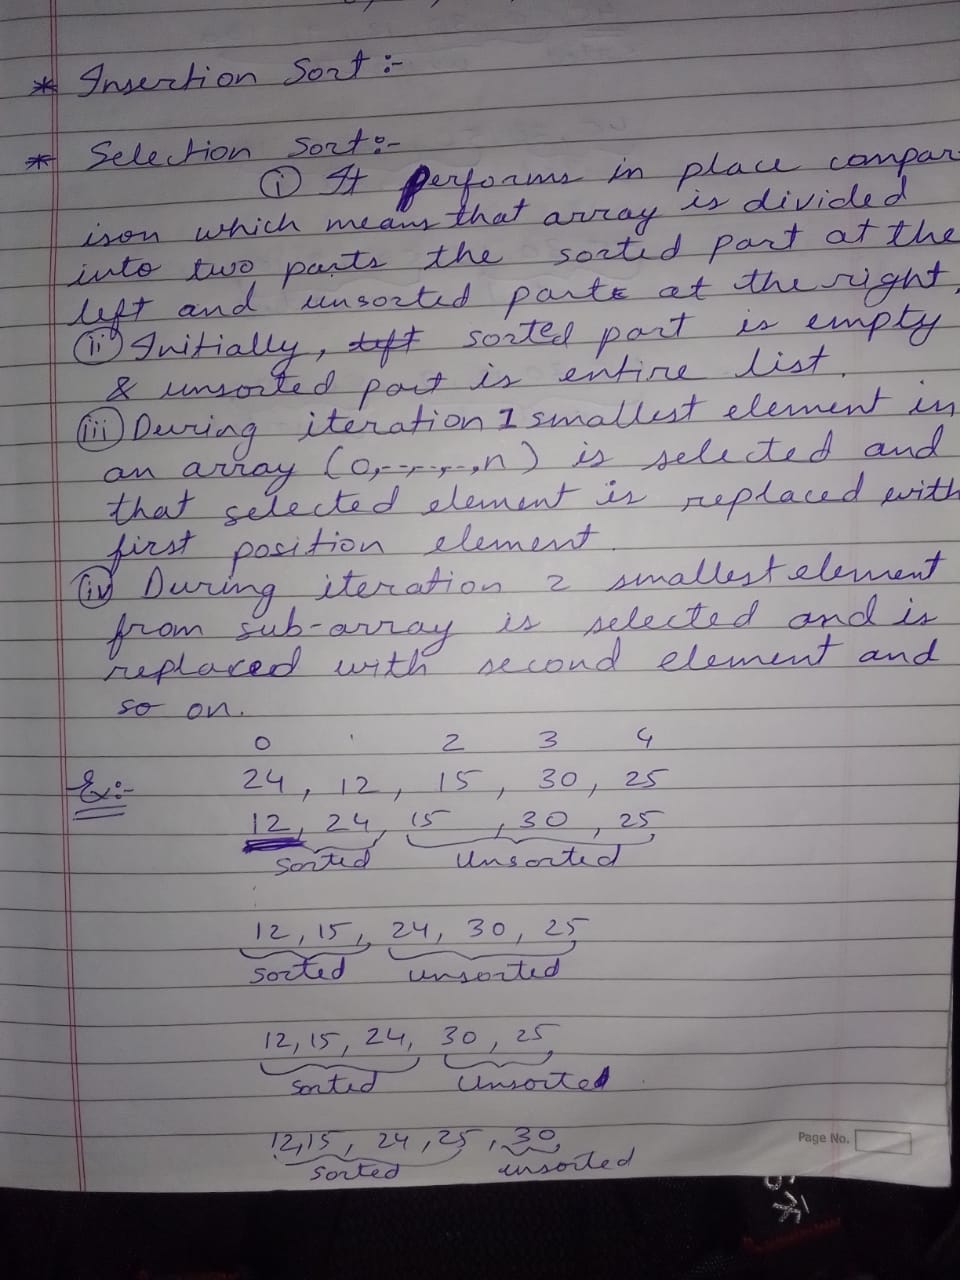 * Insertion Sort :-
* Selection Sort :-
(i) It performs in place compar
ison which means that array is divided
into two parts the sorted part at the
left and unsorted parts at the right.
(ii) Initially, left sorted part is empty
& unsorted part is entire list.
(iii) During iteration 1 smallest element in
an array (0,-,-,-,-,n) is selected and
that selected element is replaced with
first position element.
(iv) During iteration 2 smallest element
from sub-array is selected and is
replaced with second element and
so on.
0 ' 2 3 4
Ex:- 24, 12, 15, 30, 25
12, 24, 15, 30, 25
Sorted Unsorted
12, 15, 24, 30, 25
Sorted unsorted
12, 15, 24, 30, 25
Sorted Unsorted
12,15, 24, 25, 30,
Sorted unsorted
Page No.